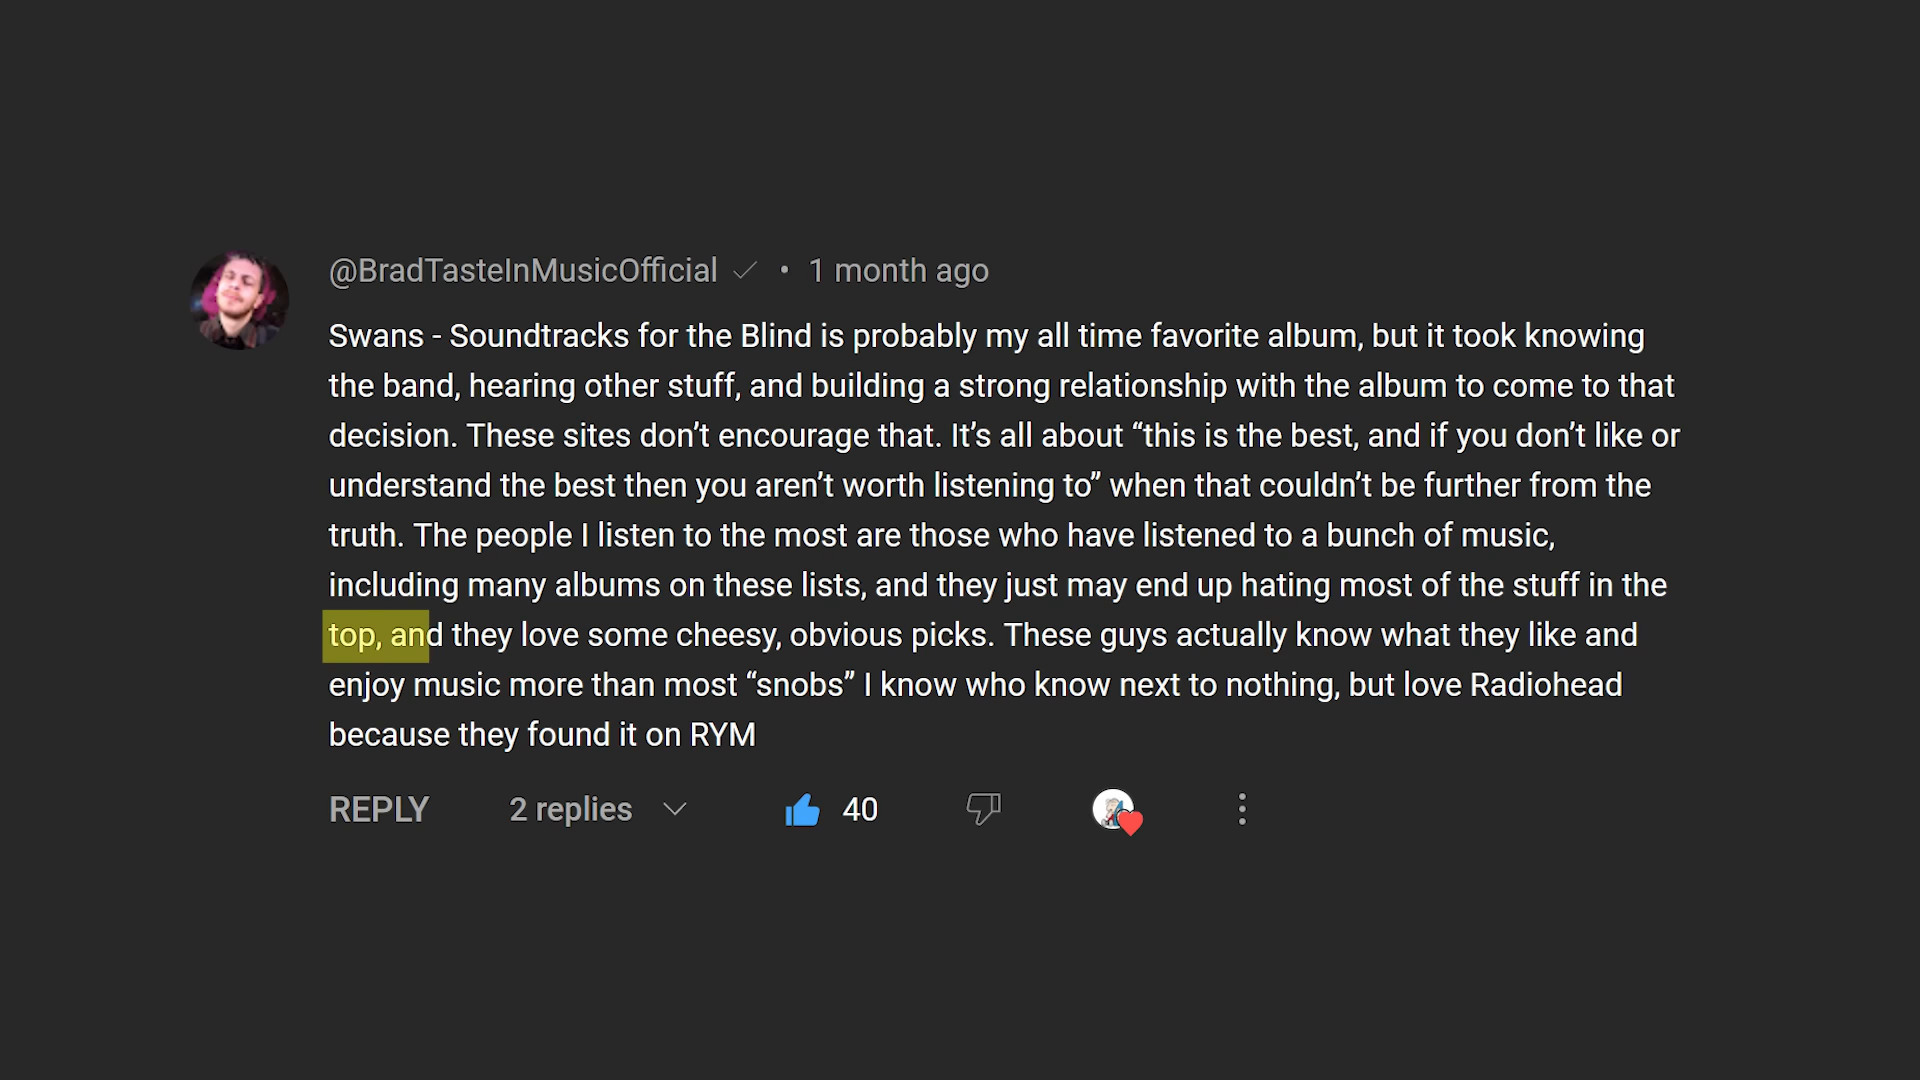 @BradTasteInMusicOfficial ✓ • 1 month ago
Swans - Soundtracks for the Blind is probably my all time favorite album, but it took knowing
the band, hearing other stuff, and building a strong relationship with the album to come to that
decision. These sites don’t encourage that. It’s all about “this is the best, and if you don’t like or
understand the best then you aren’t worth listening to” when that couldn’t be further from the
truth. The people I listen to the most are those who have listened to a bunch of music,
including many albums on these lists, and they just may end up hating most of the stuff in the
top, and they love some cheesy, obvious picks. These guys actually know what they like and
enjoy music more than most “snobs” I know who know next to nothing, but love Radiohead
because they found it on RYM
REPLY 2 replies 40